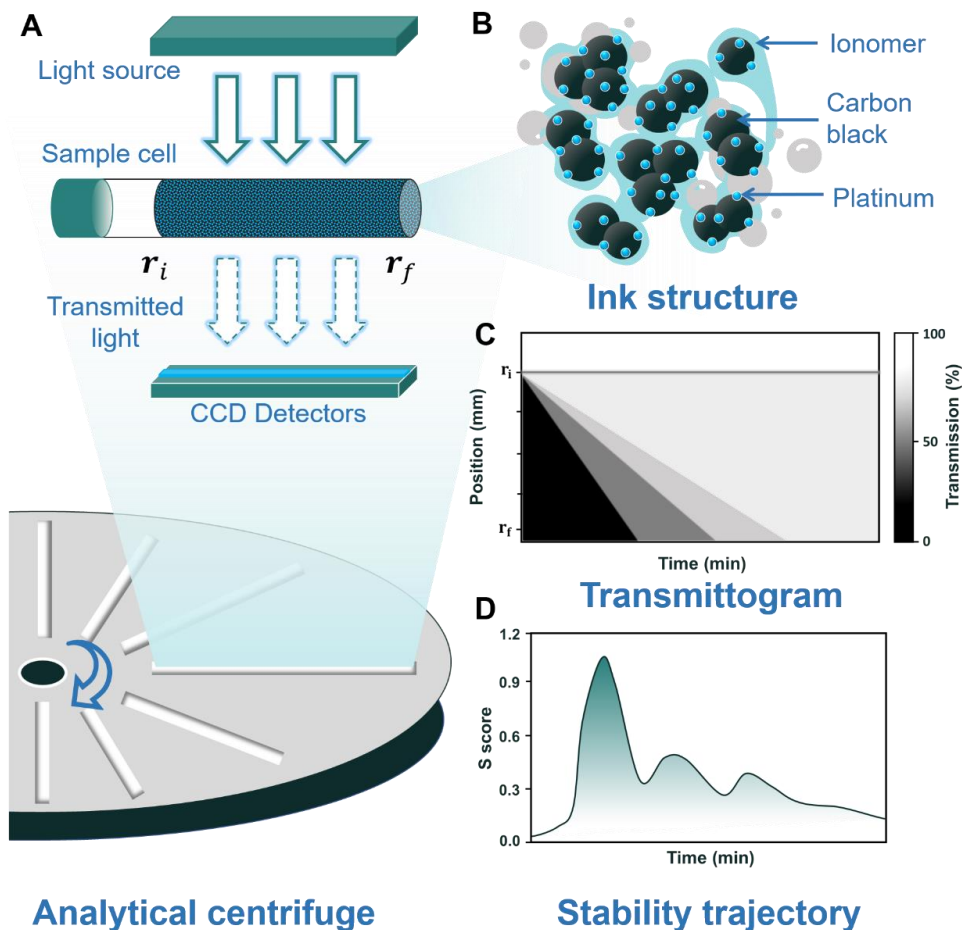 A
Light source
Sample cell
r_i
r_f
Transmitted
light
CCD Detectors
Analytical centrifuge
B
Ionomer
Carbon
black
Platinum
Ink structure
C
r_i
r_f
Position (mm)
Time (min)
100
50
0
Transmission (%)
Transmittogram
D
1.2
0.9
0.6
0.3
0.0
S score
Time (min)
Stability trajectory